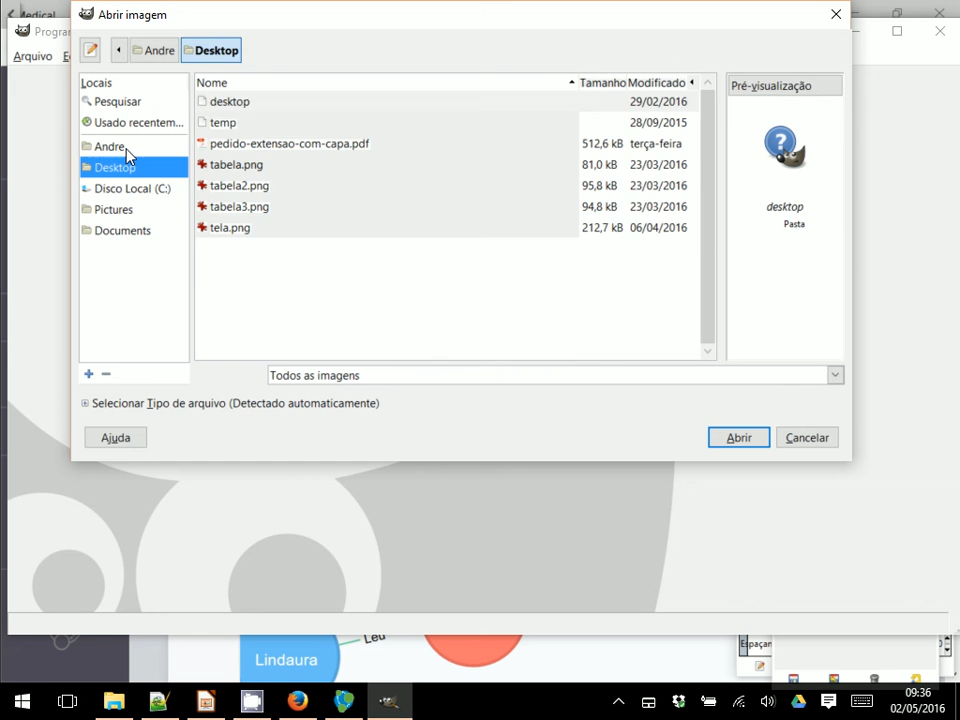 Medical
Abrir imagem
Arquivo
Andre
Desktop
Locais
Pesquisar
Usado recentem...
Andre
Desktop
Disco Local (C:)
Pictures
Documents
Nome Tamanho Modificado
desktop 29/02/2016
temp 28/09/2015
pedido-extensao-com-capa.pdf 512,6 kB terça-feira
tabela.png 81,0 kB 23/03/2016
tabela2.png 95,8 kB 23/03/2016
tabela3.png 94,8 kB 23/03/2016
tela.png 212,7 kB 06/04/2016
Pré-visualização
desktop
Pasta
Todos as imagens
Selecionar Tipo de arquivo (Detectado automaticamente)
Ajuda
Abrir
Cancelar
Leu
Lindaura
09:36
02/05/2016